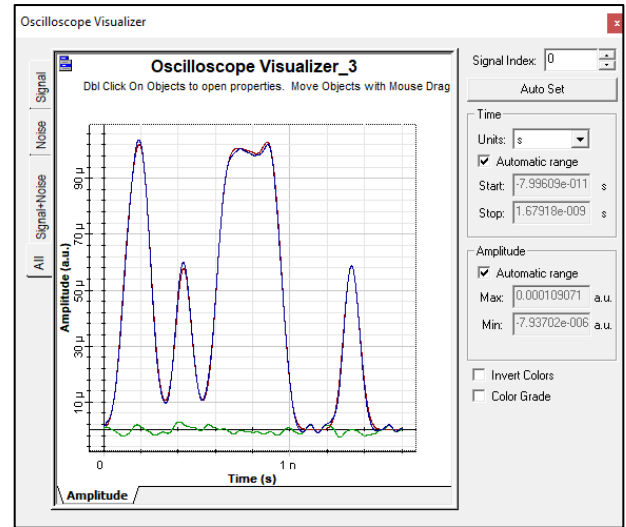 Oscilloscope Visualizer
x
Oscilloscope Visualizer_3
Dbl Click On Objects to open properties. Move Objects with Mouse Drag
Signal
Noise
Signal+Noise
All
Amplitude (a.u.)
90 µ
70 µ
50 µ
30 µ
10 µ
0
1 n
Time (s)
Amplitude
Signal Index: 0
Auto Set
Time
Units: s
Automatic range
Start: -7.99609e-011 s
Stop: 1.67918e-009 s
Amplitude
Automatic range
Max: 0.000109071 a.u.
Min: -7.93702e-006 a.u.
Invert Colors
Color Grade